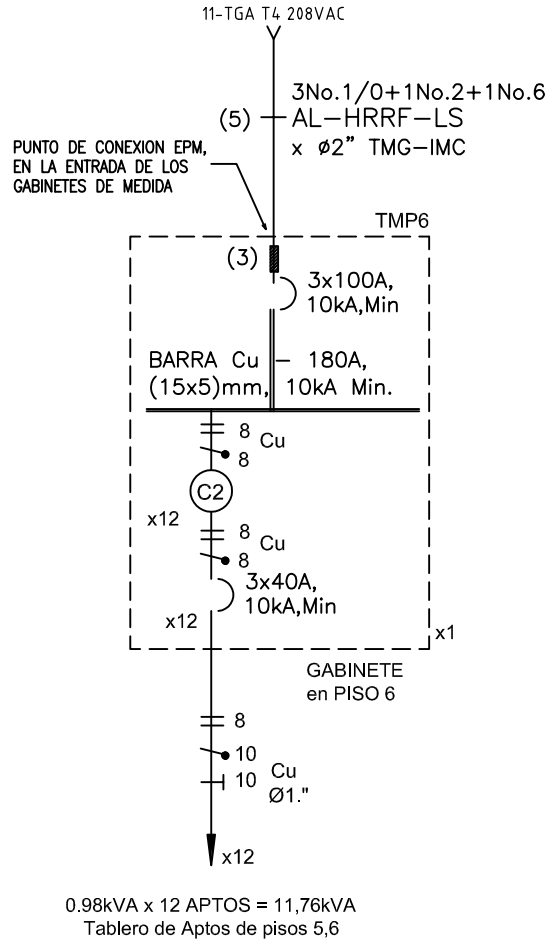 11-TGA T4 208VAC
3No.1/0+1No.2+1No.6
(5) AL-HRRF-LS
x ø2" TMG-IMC
PUNTO DE CONEXION EPM,
EN LA ENTRADA DE LOS
GABINETES DE MEDIDA
TMP6
(3)
3x100A,
10kA,Min
BARRA Cu 180A,
(15x5)mm, 10kA Min.
8 Cu
8
C2
x12
8 Cu
8
3x40A,
10kA,Min
x12
x1
GABINETE
en PISO 6
8
10
Cu
10
Ø1."
x12
0.98kVA x 12 APTOS = 11,76kVA
Tablero de Aptos de pisos 5,6